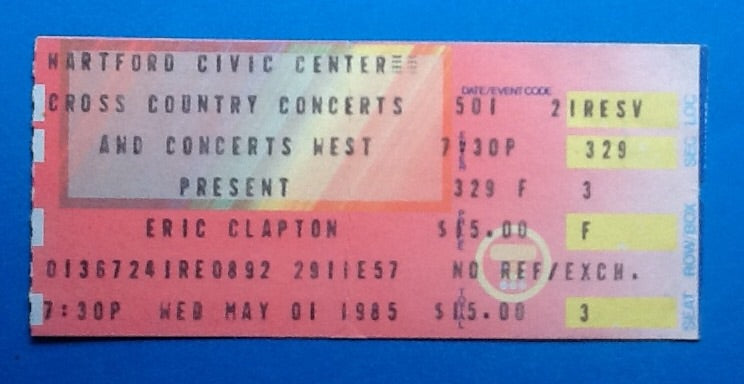 HARTFORD CIVIC CENTER
DATE/EVENT CODE
CROSS COUNTRY CONCERTS 501 21RESV
AND CONCERTS WEST 7:30P 329
PRESENT 329 F 3
ERIC CLAPTON $15.00 F
01367241RE0892 2911E57 NO REF/EXCH.
7:30P WED MAY 01 1985 $15.00 3
SEC LOC
ROW/BOX
SEAT